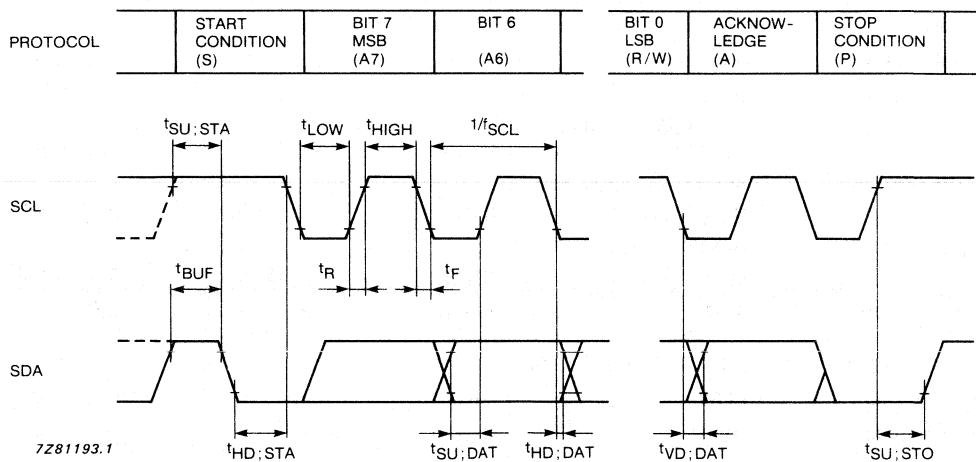 PROTOCOL
START CONDITION (S)
BIT 7 MSB (A7)
BIT 6 (A6)
BIT 0 LSB (R/W)
ACKNOW- LEDGE (A)
STOP CONDITION (P)
tSU; STA
tLOW
tHIGH
1/fSCL
SCL
tBUF
tR
tF
SDA
7Z81193.1
tHD; STA
tSU; DAT
tHD; DAT
tVD; DAT
tSU; STO